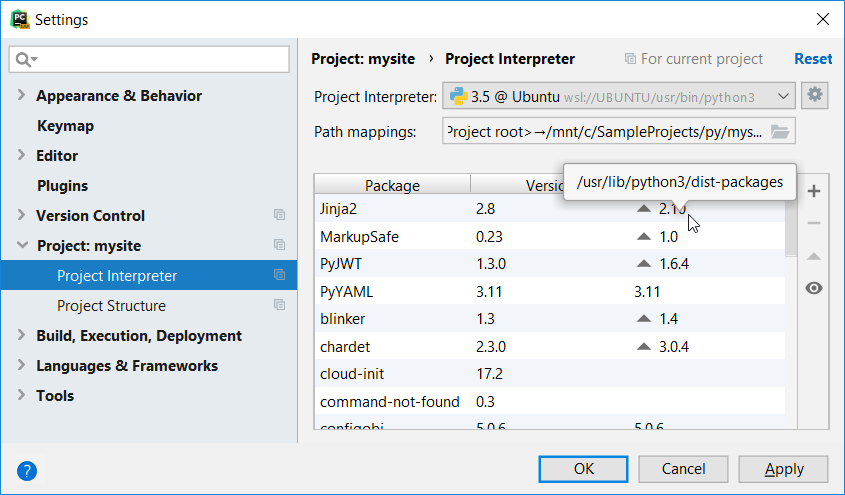 Settings
Project: mysite › Project Interpreter For current project Reset
Appearance & Behavior
Keymap
Editor
Plugins
Version Control
Project: mysite
Project Interpreter
Project Structure
Build, Execution, Deployment
Languages & Frameworks
Tools
Project Interpreter: 3.5 @ Ubuntu wsl://UBUNTU/usr/bin/python3
Path mappings: Project root>→/mnt/c/SampleProjects/py/mys...
/usr/lib/python3/dist-packages
Package Versio
Jinja2 2.8 2.10
MarkupSafe 0.23 1.0
PyJWT 1.3.0 1.6.4
PyYAML 3.11 3.11
blinker 1.3 1.4
chardet 2.3.0 3.0.4
cloud-init 17.2
command-not-found 0.3
configobj 5.0.6 5.0.6
? OK Cancel Apply